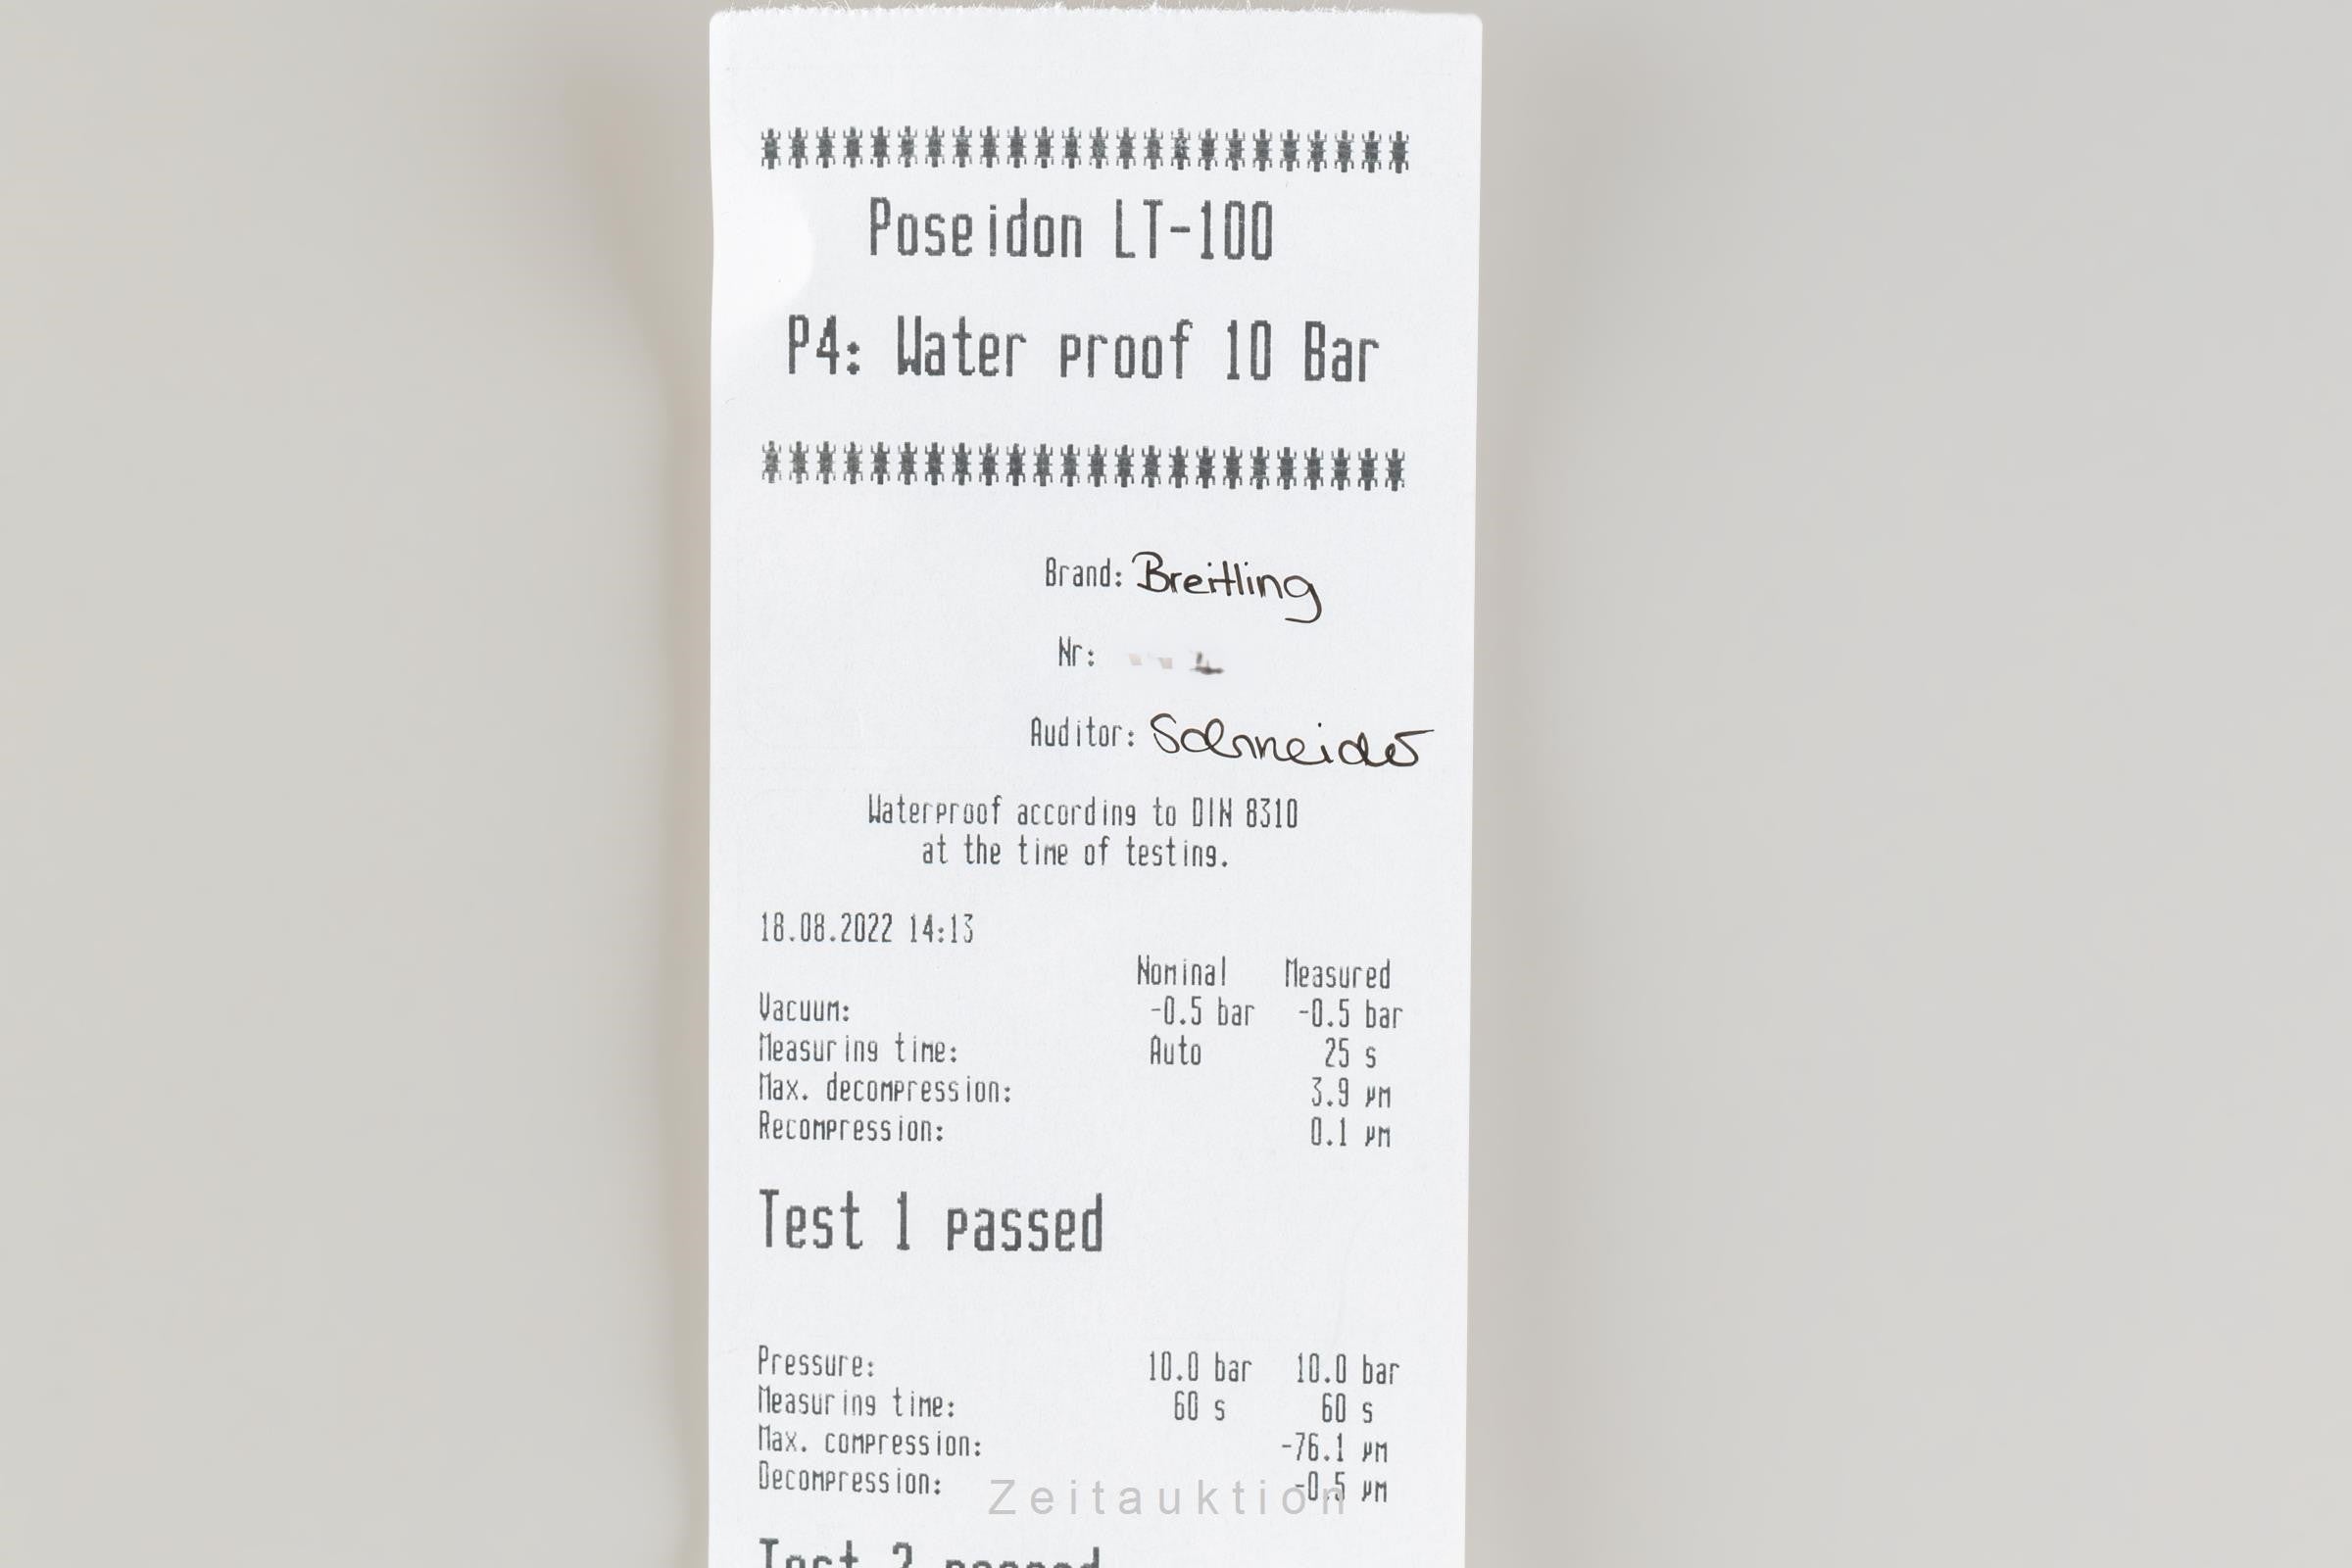 ************************
Poseidon LT-100
P4: Water proof 10 Bar
************************
Brand: Breitling
Nr:
Auditor: Schneider
Waterproof according to DIN 8310
at the time of testing.
18.08.2022 14:13
Nominal Measured
Vacuum: -0.5 bar -0.5 bar
Measuring time: Auto 25 s
Max. decompression: 3.9 µm
Recompression: 0.1 µm
Test 1 passed
Pressure: 10.0 bar 10.0 bar
Measuring time: 60 s 60 s
Max. compression: -76.1 µm
Decompression: -0.5 µm
Zeitauktion
Test 2 passed